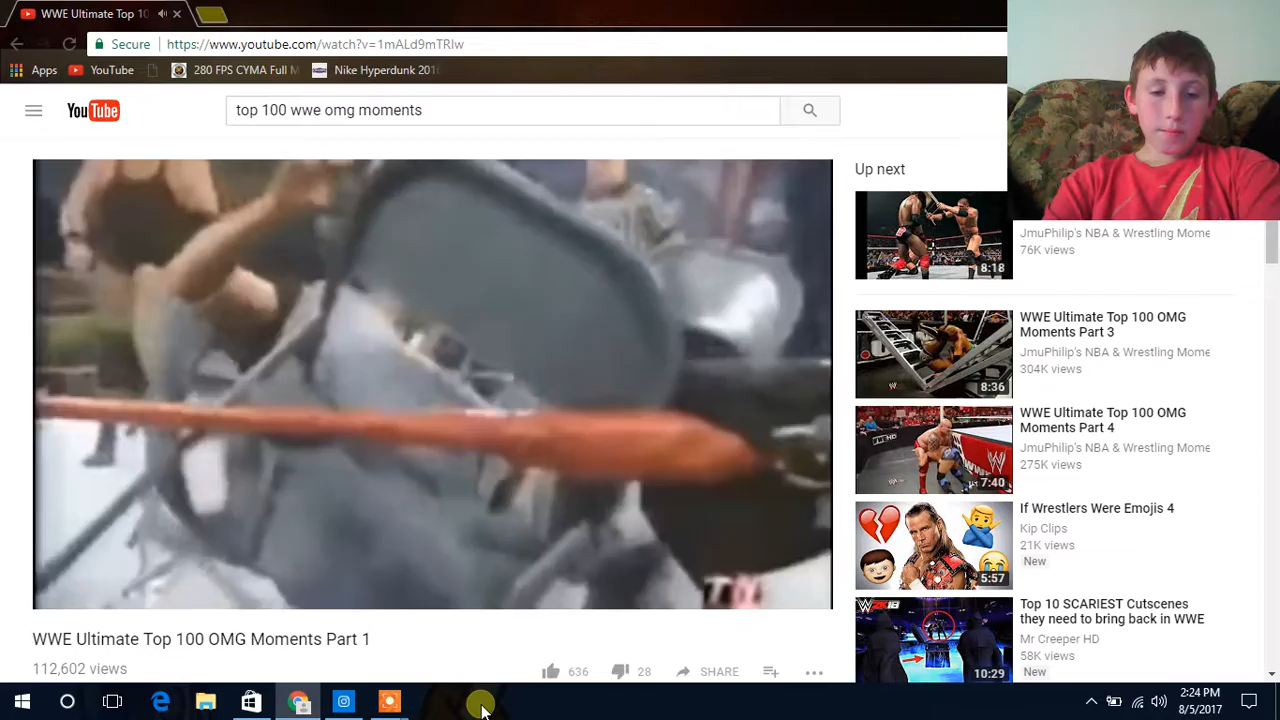 WWE Ultimate Top 10
Secure
https://www.youtube.com/watch?v=1mALd9mTRlw
Apps
YouTube
280 FPS CYMA Full M
Nike Hyperdunk 2016
YouTube
top 100 wwe omg moments
Up next
8:18
JmuPhilip's NBA & Wrestling Mome
76K views
8:36
WWE Ultimate Top 100 OMG
Moments Part 3
JmuPhilip's NBA & Wrestling Mome
304K views
7:40
WWE Ultimate Top 100 OMG
Moments Part 4
JmuPhilip's NBA & Wrestling Mome
275K views
5:57
If Wrestlers Were Emojis 4
Kip Clips
21K views
New
WWE 2K18
10:29
Top 10 SCARIEST Cutscenes
they need to bring back in WWE
Mr Creeper HD
58K views
New
WWE Ultimate Top 100 OMG Moments Part 1
112,602 views
636
28
SHARE
2:24 PM
8/5/2017